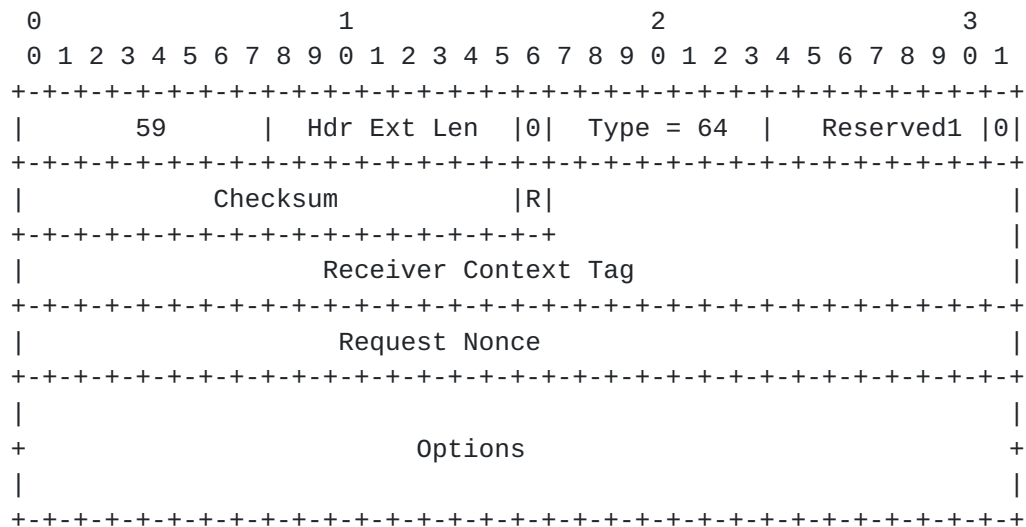 0                   1                   2                   3
 0 1 2 3 4 5 6 7 8 9 0 1 2 3 4 5 6 7 8 9 0 1 2 3 4 5 6 7 8 9 0 1
+-+-+-+-+-+-+-+-+-+-+-+-+-+-+-+-+-+-+-+-+-+-+-+-+-+-+-+-+-+-+-+-+
|       59      |  Hdr Ext Len  |0|  Type = 64  |   Reserved1 |0|
+-+-+-+-+-+-+-+-+-+-+-+-+-+-+-+-+-+-+-+-+-+-+-+-+-+-+-+-+-+-+-+-+
|            Checksum           |R|                             |
+-+-+-+-+-+-+-+-+-+-+-+-+-+-+-+-+-+                             |
|                   Receiver Context Tag                        |
+-+-+-+-+-+-+-+-+-+-+-+-+-+-+-+-+-+-+-+-+-+-+-+-+-+-+-+-+-+-+-+-+
|                    Request Nonce                              |
+-+-+-+-+-+-+-+-+-+-+-+-+-+-+-+-+-+-+-+-+-+-+-+-+-+-+-+-+-+-+-+-+
|                                                               |
+                         Options                               +
|                                                               |
+-+-+-+-+-+-+-+-+-+-+-+-+-+-+-+-+-+-+-+-+-+-+-+-+-+-+-+-+-+-+-+-+